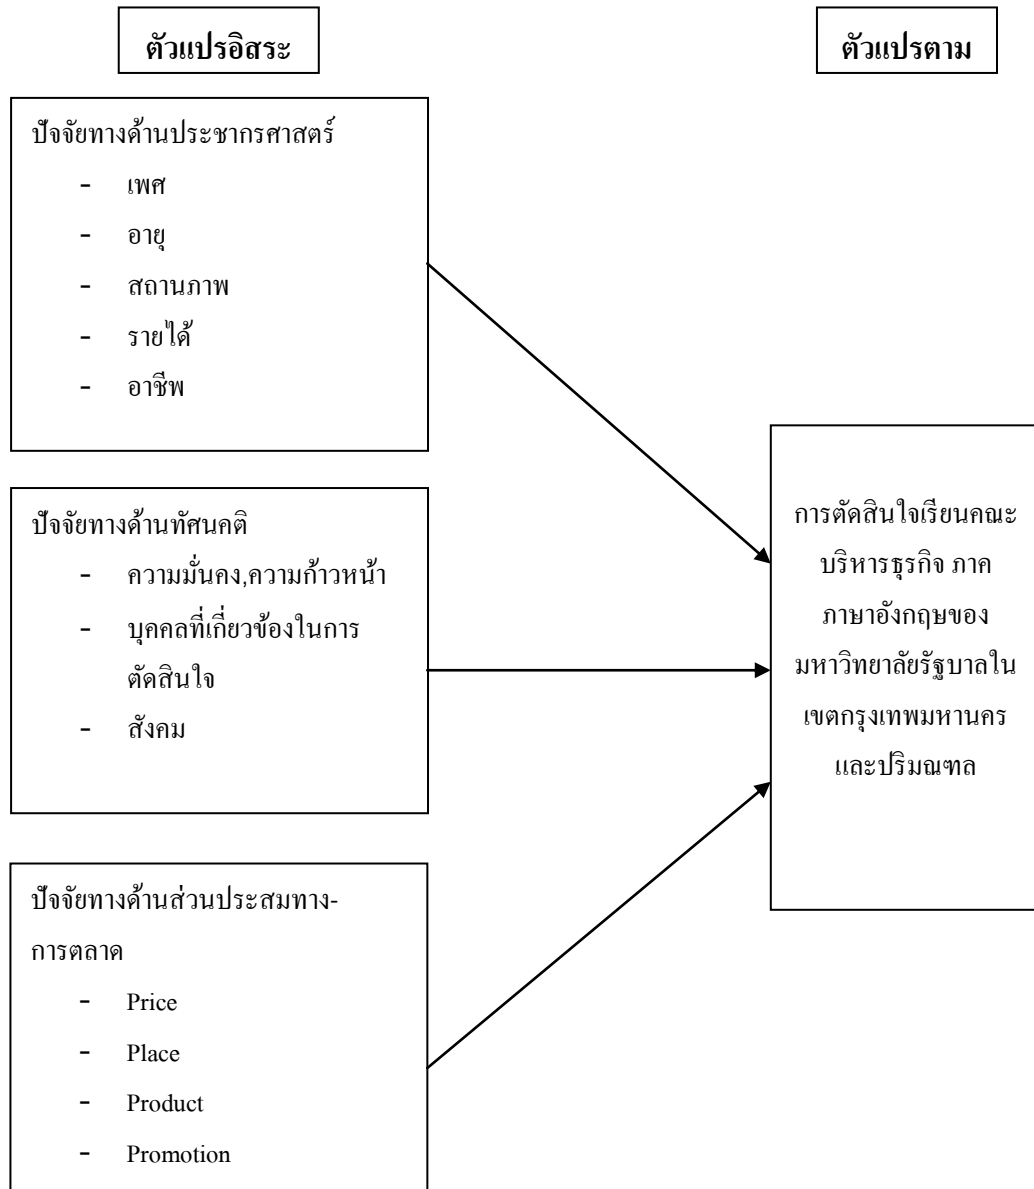 ตัวแปรอิสระ
ตัวแปรตาม
ปัจจัยทางด้านประชากรศาสตร์
- เพศ
- อายุ
- สถานภาพ
- รายได้
- อาชีพ
ปัจจัยทางด้านทัศนคติ
- ความมั่นคง,ความก้าวหน้า
- บุคคลที่เกี่ยวข้องในการ
ตัดสินใจ
- สังคม
ปัจจัยทางด้านส่วนประสมทาง-
การตลาด
- Price
- Place
- Product
- Promotion
การตัดสินใจเรียนคณะ
บริหารธุรกิจ ภาค
ภาษาอังกฤษของ
มหาวิทยาลัยรัฐบาลใน
เขตกรุงเทพมหานคร
และปริมณฑล